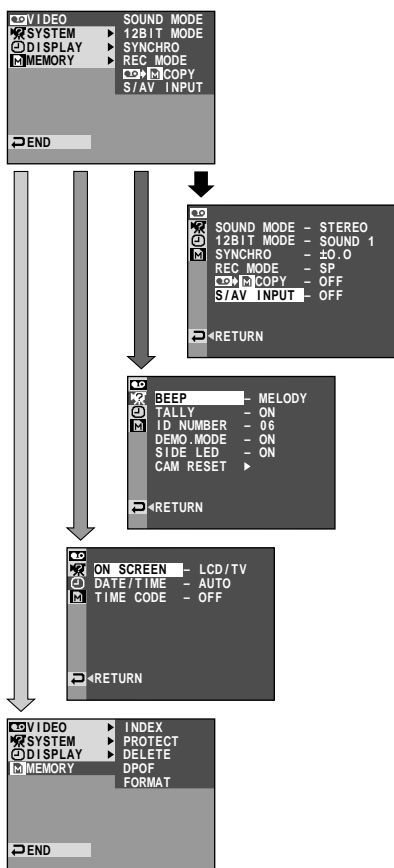 VIDEO SOUND MODE
SYSTEM 12BIT MODE
DISPLAY SYNCHRO
MEMORY REC MODE
M COPY
S/AV INPUT
END
SOUND MODE – STEREO
12BIT MODE – SOUND 1
SYNCHRO – ±0.0
REC MODE – SP
M COPY – OFF
S/AV INPUT – OFF
RETURN
BEEP – MELODY
TALLY – ON
ID NUMBER – 06
DEMO.MODE – ON
SIDE LED – ON
CAM RESET
RETURN
ON SCREEN – LCD/TV
DATE/TIME – AUTO
TIME CODE – OFF
RETURN
VIDEO INDEX
SYSTEM PROTECT
DISPLAY DELETE
MEMORY DPOF
FORMAT
END